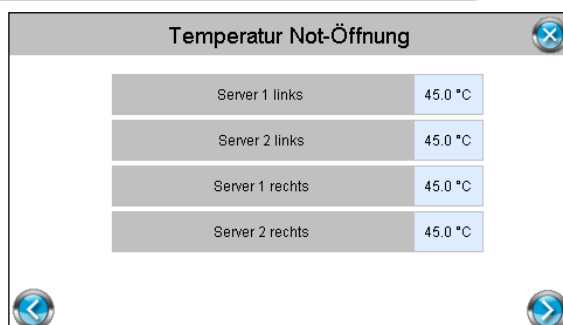 Temperatur Not-Öffnung
Server 1 links 45.0 °C
Server 2 links 45.0 °C
Server 1 rechts 45.0 °C
Server 2 rechts 45.0 °C